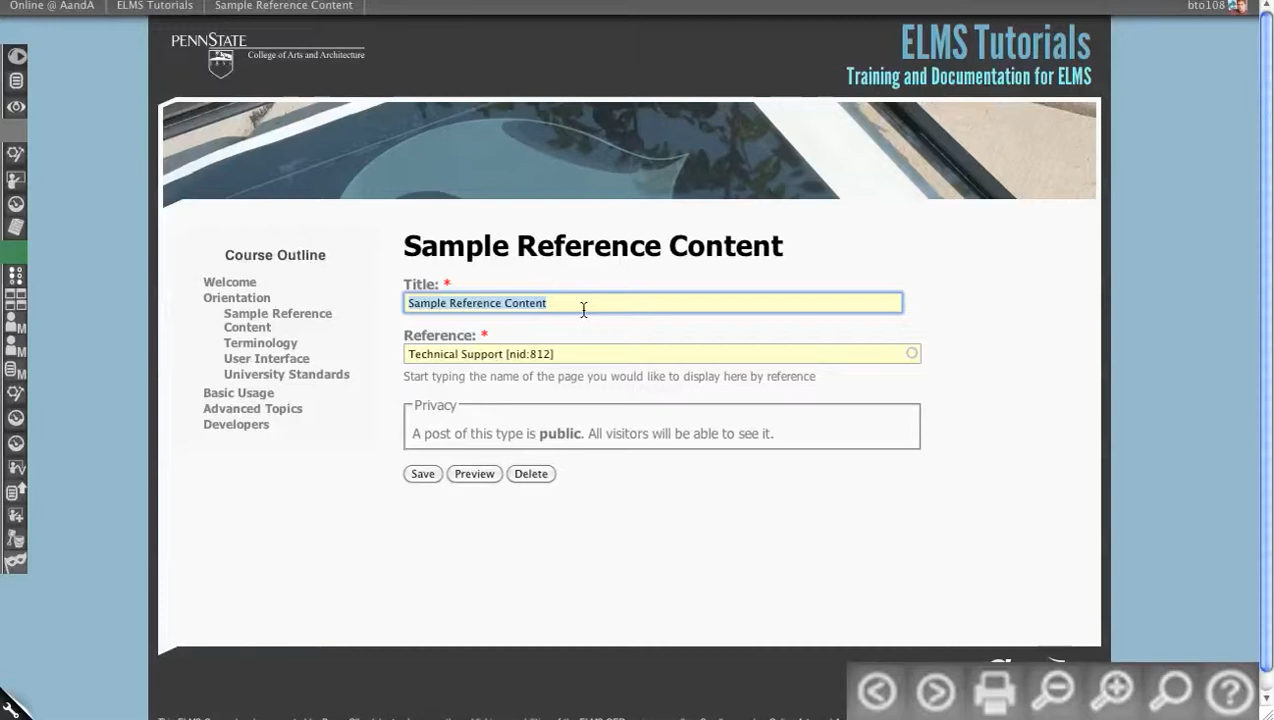 Online @ AandA
ELMS Tutorials
Sample Reference Content
bto108
PENNSTATE
College of Arts and Architecture
ELMS Tutorials
Training and Documentation for ELMS
Course Outline
Welcome
Orientation
Sample Reference
Content
Terminology
User Interface
University Standards
Basic Usage
Advanced Topics
Developers
Sample Reference Content
Title: *
Sample Reference Content
Reference: *
Technical Support [nid:812]
Start typing the name of the page you would like to display here by reference
Privacy
A post of this type is public. All visitors will be able to see it.
Save Preview Delete